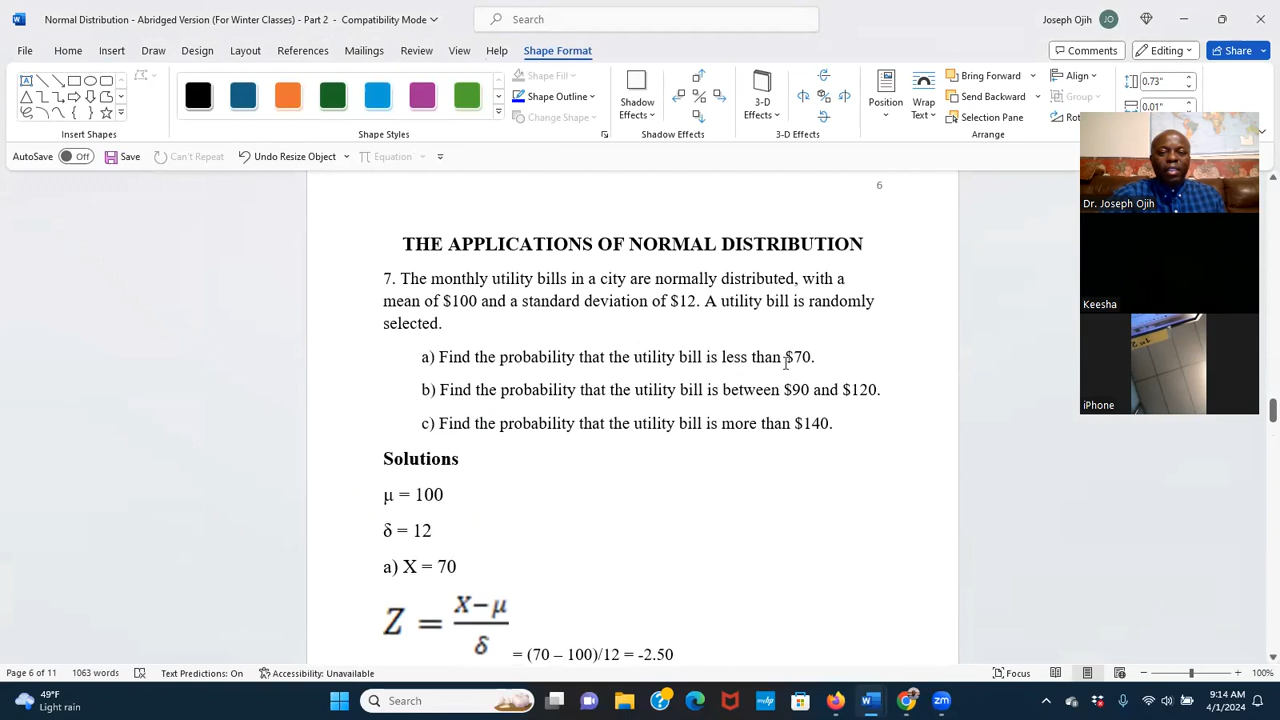 Normal Distribution - Abridged Version (For Winter Classes) - Part 2 - Compatibility Mode
Search
Joseph Ojih
JO
File Home Insert Draw Design Layout References Mailings Review View Help Shape Format
Comments Editing Share
Shape Fill
Shape Outline
Change Shape
Shadow Effects
3-D Effects
Position
Wrap Text
Bring Forward
Send Backward
Selection Pane
Align
Group
0.73"
0.01"
Insert Shapes Shape Styles Shadow Effects 3-D Effects Arrange
AutoSave Off Save Can't Repeat Undo Resize Object Equation
6
THE APPLICATIONS OF NORMAL DISTRIBUTION
7. The monthly utility bills in a city are normally distributed, with a
mean of $100 and a standard deviation of $12. A utility bill is randomly
selected.
a) Find the probability that the utility bill is less than $70.
b) Find the probability that the utility bill is between $90 and $120.
c) Find the probability that the utility bill is more than $140.
Solutions
μ = 100
δ = 12
a) X = 70
Z = X−μ / δ
= (70 – 100)/12 = -2.50
Dr. Joseph Ojih
Keesha
iPhone
Page 6 of 11 1063 words Text Predictions: On Accessibility: Unavailable Focus 100%
49°F
Light rain
Search
9:14 AM
4/1/2024